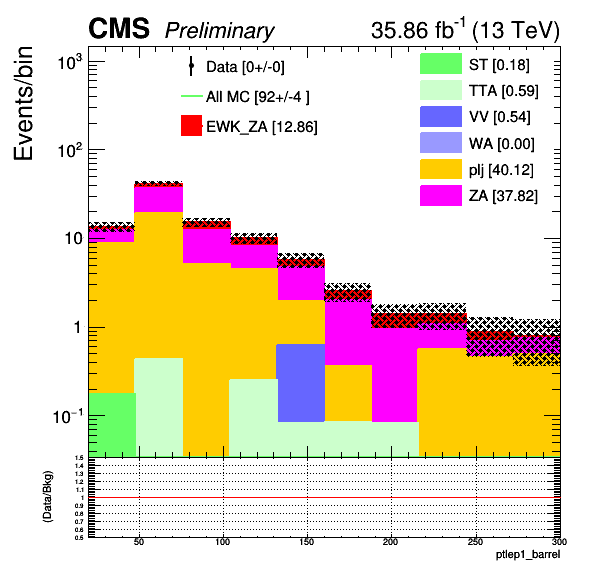 CMS Preliminary 35.86 fb⁻¹ (13 TeV)
Events/bin
10³
10²
10
1
10⁻¹
Data [0+/-0]
All MC [92+/-4 ]
EWK_ZA [12.86]
ST [0.18]
TTA [0.59]
VV [0.54]
WA [0.00]
plj [40.12]
ZA [37.82]
(Data/Bkg)
1.5
1.4
1.3
1.2
1.1
1
0.9
0.8
0.7
0.6
0.5
50 100 150 200 250 300
ptlep1_barrel